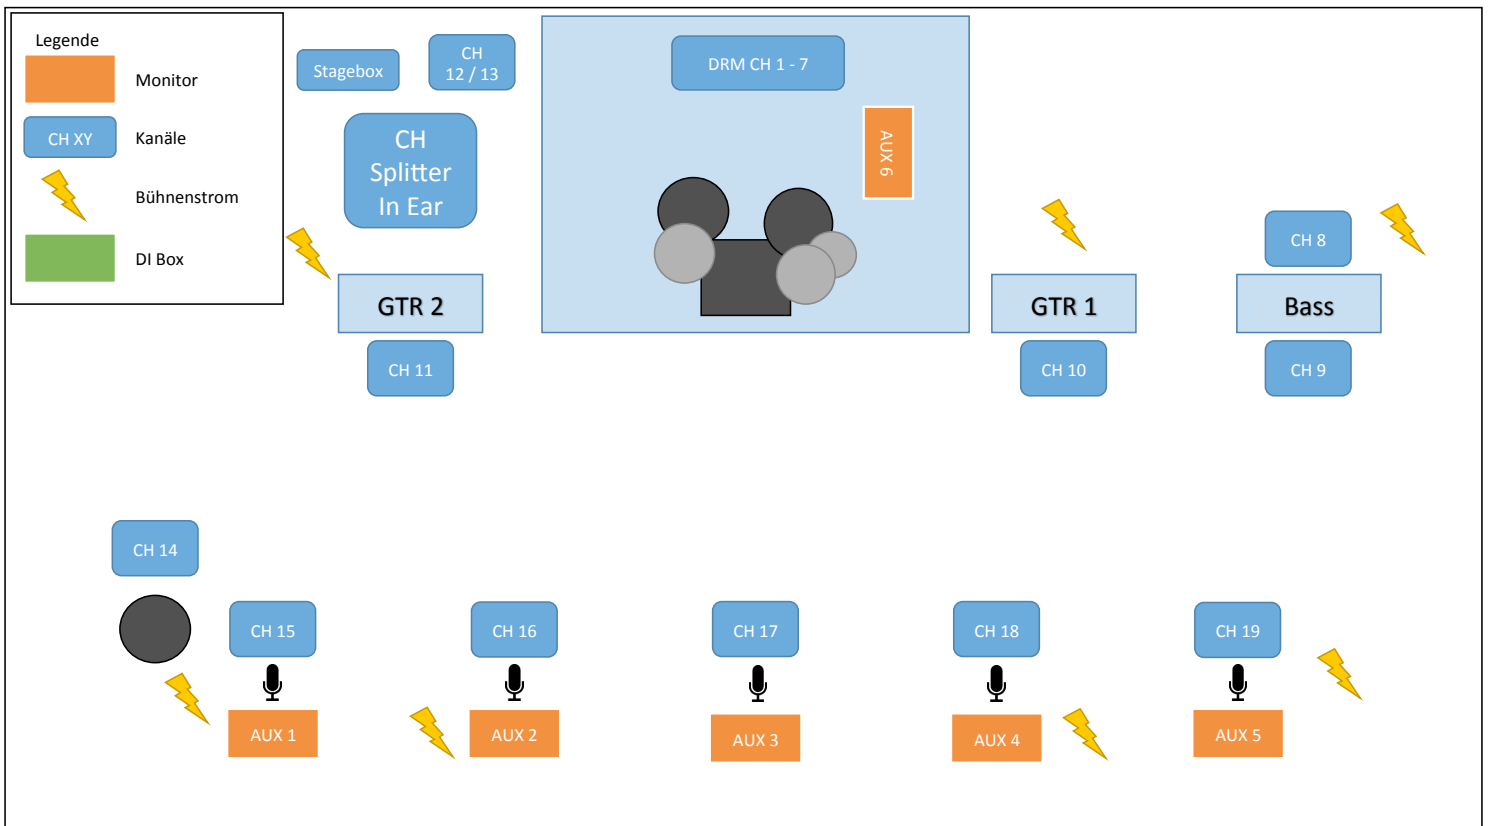 Legende
Monitor
CH XY
Kanäle
Bühnenstrom
DI Box
Stagebox
CH
12 / 13
CH
Splitter
In Ear
DRM CH 1 - 7
AUX 6
GTR 2
CH 11
GTR 1
CH 10
CH 8
Bass
CH 9
CH 14
CH 15
CH 16
CH 17
CH 18
CH 19
AUX 1
AUX 2
AUX 3
AUX 4
AUX 5